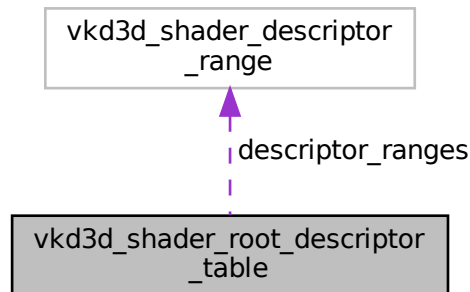 vkd3d_shader_descriptor
_range
descriptor_ranges
vkd3d_shader_root_descriptor
_table